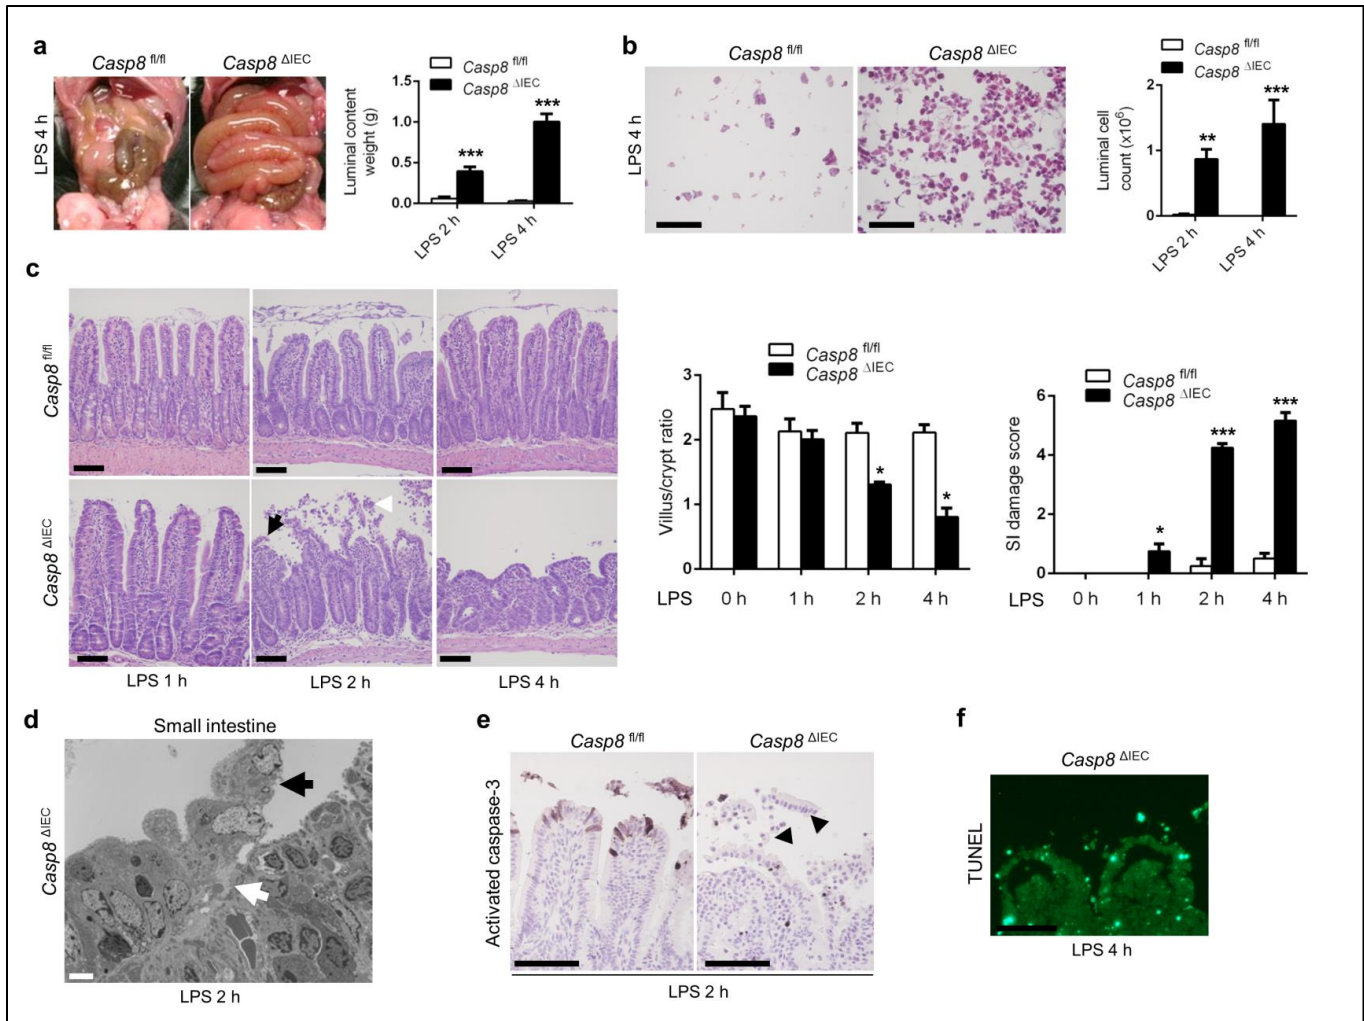 a
Casp8 fl/fl
Casp8 ΔIEC
LPS 4 h
Casp8 fl/fl
Casp8 ΔIEC
Luminal content
weight (g)
1.5
1.0
0.5
0.0
***
***
LPS 2 h
LPS 4 h
b
Casp8 fl/fl
Casp8 ΔIEC
LPS 4 h
Casp8 fl/fl
Casp8 ΔIEC
Luminal cell
count (x10⁶)
2
1
0
**
***
LPS 2 h
LPS 4 h
c
Casp8 fl/fl
Casp8 ΔIEC
LPS 1 h
LPS 2 h
LPS 4 h
Casp8 fl/fl
Casp8 ΔIEC
Villus/crypt ratio
3
2
1
0
*
*
LPS 0 h 1 h 2 h 4 h
Casp8 fl/fl
Casp8 ΔIEC
SI damage score
6
4
2
0
*
***
***
LPS 0 h 1 h 2 h 4 h
d
Small intestine
Casp8 ΔIEC
LPS 2 h
e
Casp8 fl/fl
Casp8 ΔIEC
Activated caspase-3
LPS 2 h
f
Casp8 ΔIEC
TUNEL
LPS 4 h